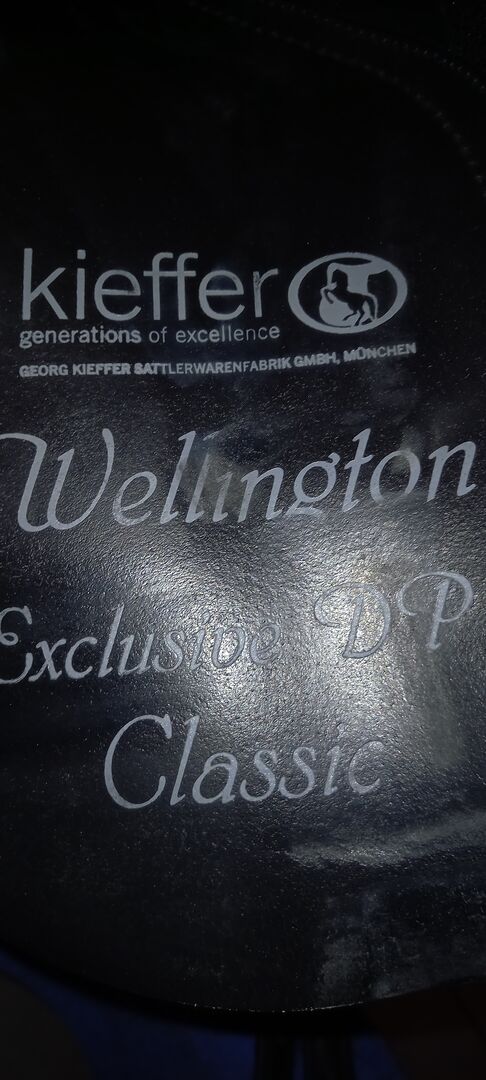 kieffer
generations of excellence
GEORG KIEFFER SATTLERWARENFABRIK GMBH, MÜNCHEN
Wellington
Exclusive DP
Classic